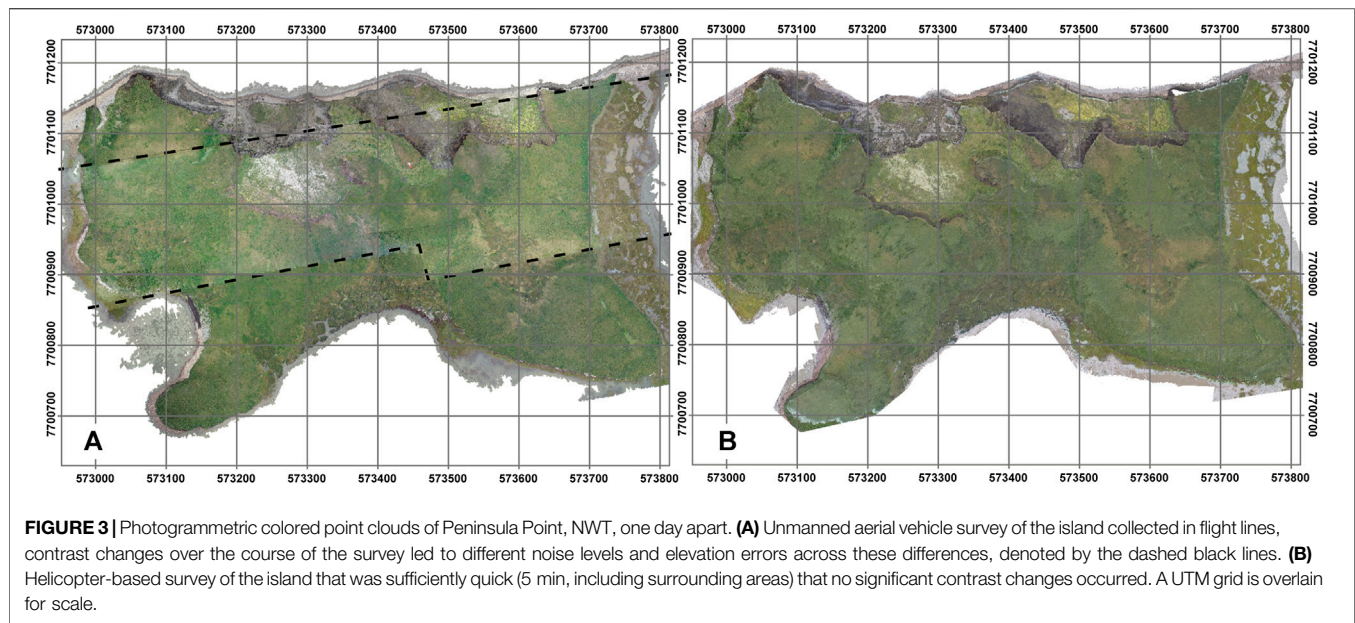 573000 573100 573200 573300 573400 573500 573600 573700 573800
573000 573100 573200 573300 573400 573500 573600 573700 573800
7701200
7701100
7701000
7700900
7700800
7700700
7701200
7701100
7701000
7700900
7700800
7700700
A
B
573000 573100 573200 573300 573400 573500 573600 573700 573800
573000 573100 573200 573300 573400 573500 573600 573700 573800
FIGURE 3 | Photogrammetric colored point clouds of Peninsula Point, NWT, one day apart. (A) Unmanned aerial vehicle survey of the island collected in flight lines,
contrast changes over the course of the survey led to different noise levels and elevation errors across these differences, denoted by the dashed black lines. (B)
Helicopter-based survey of the island that was sufficiently quick (5 min, including surrounding areas) that no significant contrast changes occurred. A UTM grid is overlain
for scale.